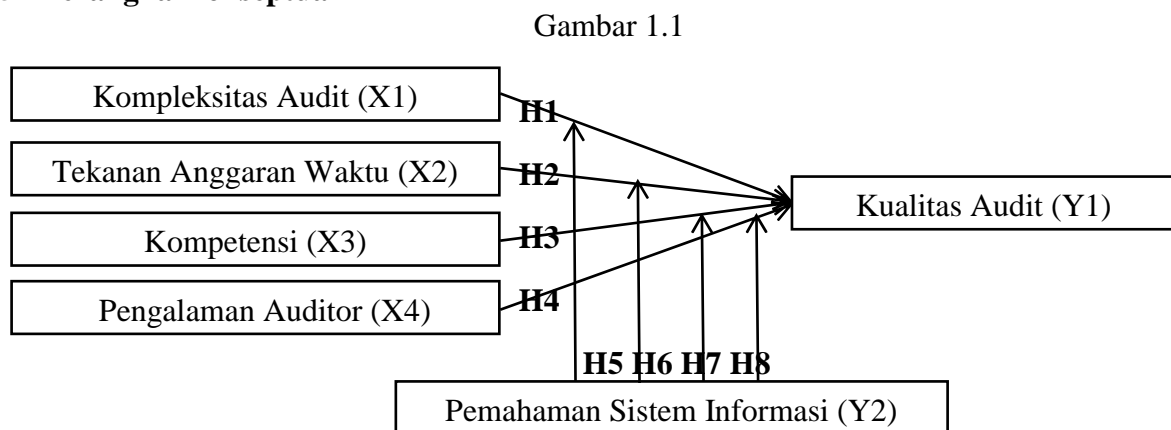 Gambar 1.1
Kompleksitas Audit (X1)
H1
Tekanan Anggaran Waktu (X2)
H2
Kualitas Audit (Y1)
Kompetensi (X3)
H3
Pengalaman Auditor (X4)
H4
H5 H6 H7 H8
Pemahaman Sistem Informasi (Y2)